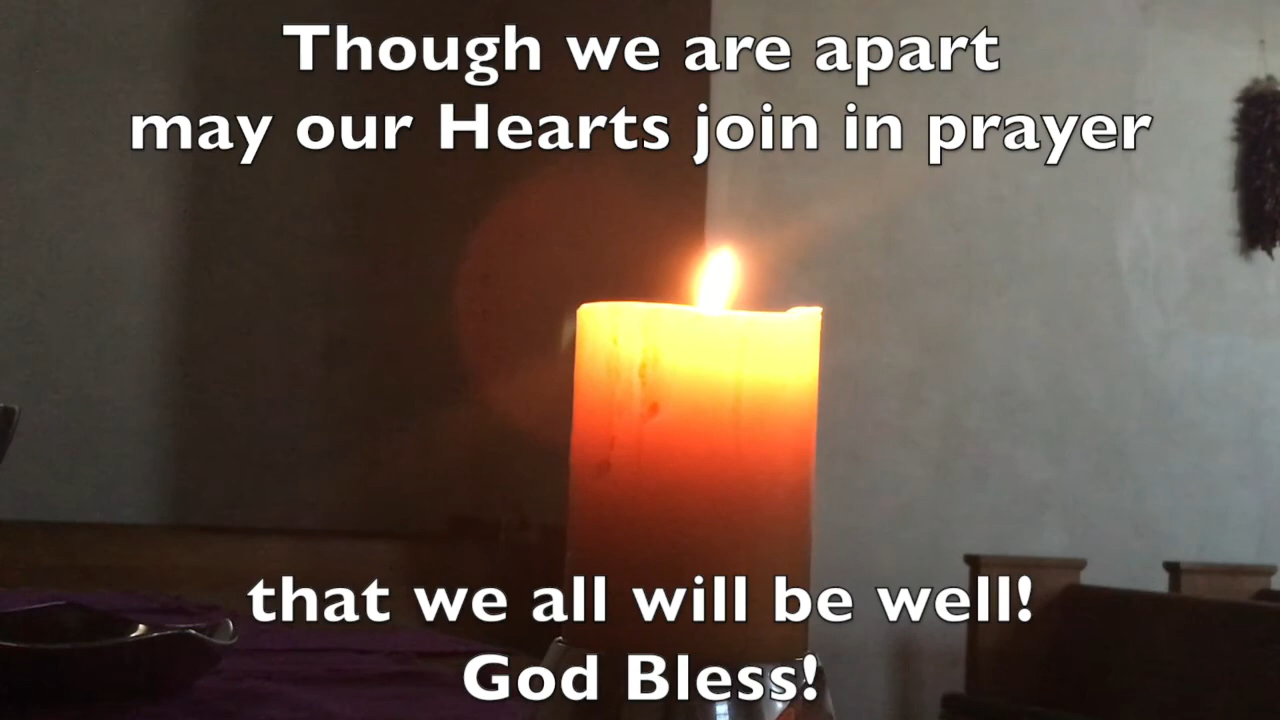 Though we are apart
may our Hearts join in prayer
that we all will be well!
God Bless!